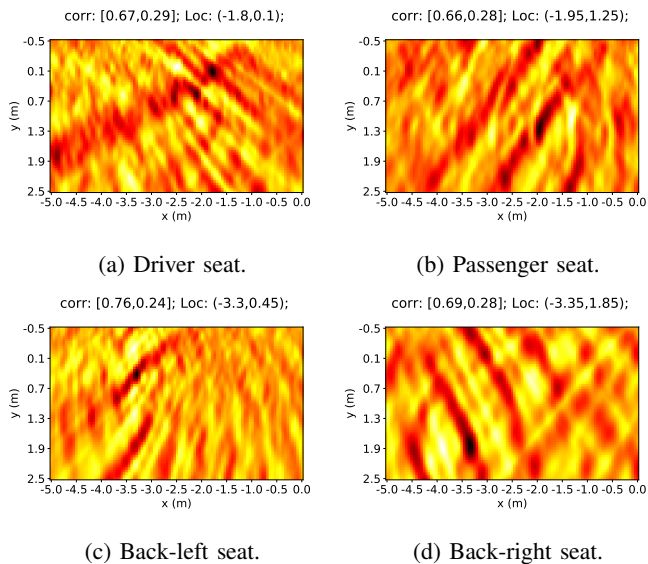 corr: [0.67,0.29]; Loc: (-1.8,0.1);
-0.5
0.1
0.7
1.3
1.9
2.5
y (m)
-5.0 -4.5 -4.0 -3.5 -3.0 -2.5 -2.0 -1.5 -1.0 -0.5 0.0
x (m)
(a) Driver seat.
corr: [0.66,0.28]; Loc: (-1.95,1.25);
-0.5
0.1
0.7
1.3
1.9
2.5
y (m)
-5.0 -4.5 -4.0 -3.5 -3.0 -2.5 -2.0 -1.5 -1.0 -0.5 0.0
x (m)
(b) Passenger seat.
corr: [0.76,0.24]; Loc: (-3.3,0.45);
-0.5
0.1
0.7
1.3
1.9
2.5
y (m)
-5.0 -4.5 -4.0 -3.5 -3.0 -2.5 -2.0 -1.5 -1.0 -0.5 0.0
x (m)
(c) Back-left seat.
corr: [0.69,0.28]; Loc: (-3.35,1.85);
-0.5
0.1
0.7
1.3
1.9
2.5
y (m)
-5.0 -4.5 -4.0 -3.5 -3.0 -2.5 -2.0 -1.5 -1.0 -0.5 0.0
x (m)
(d) Back-right seat.